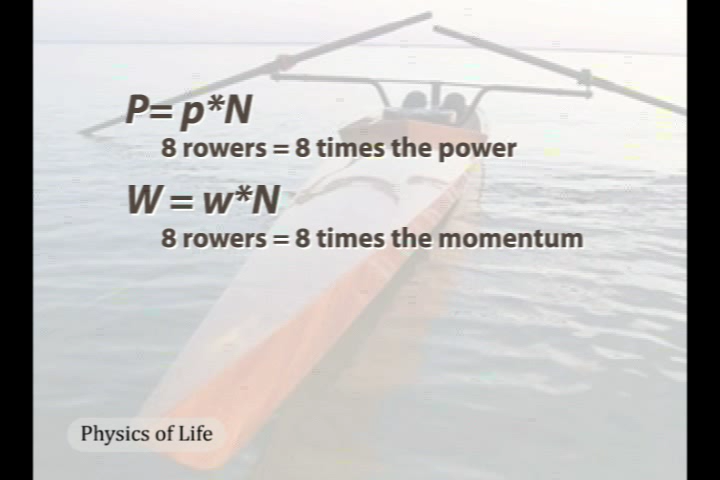 P= p*N
8 rowers = 8 times the power
W = w*N
8 rowers = 8 times the momentum
Physics of Life